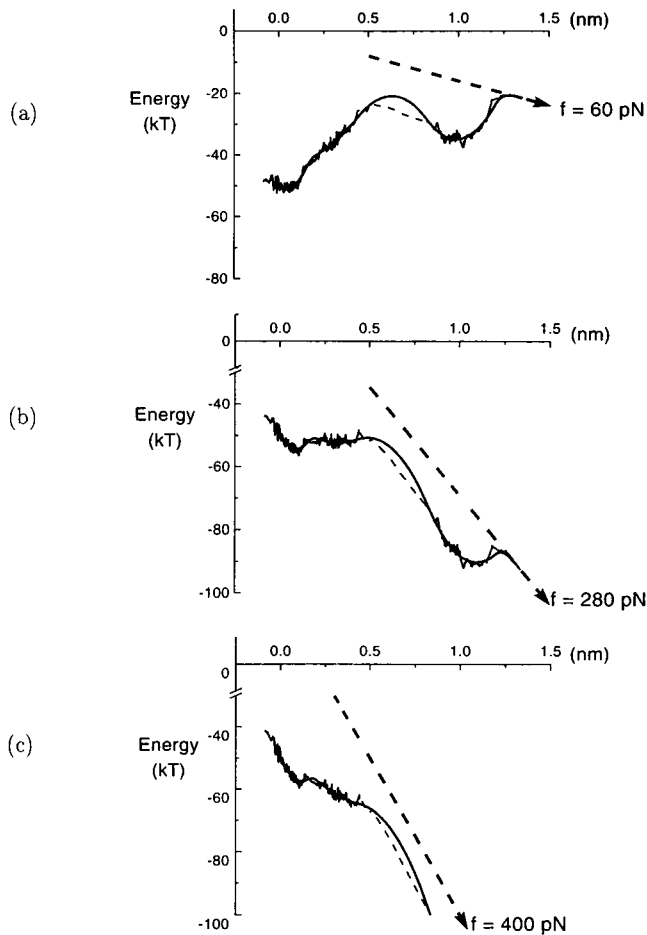 0.0 0.5 1.0 1.5 (nm)
0
(a)
Energy
(kT)
-20
-40
-60
-80
f = 60 pN
0.0 0.5 1.0 1.5 (nm)
0
(b)
Energy
(kT)
-40
-60
-80
-100
f = 280 pN
0.0 0.5 1.0 1.5 (nm)
0
(c)
Energy
(kT)
-40
-60
-80
-100
f = 400 pN